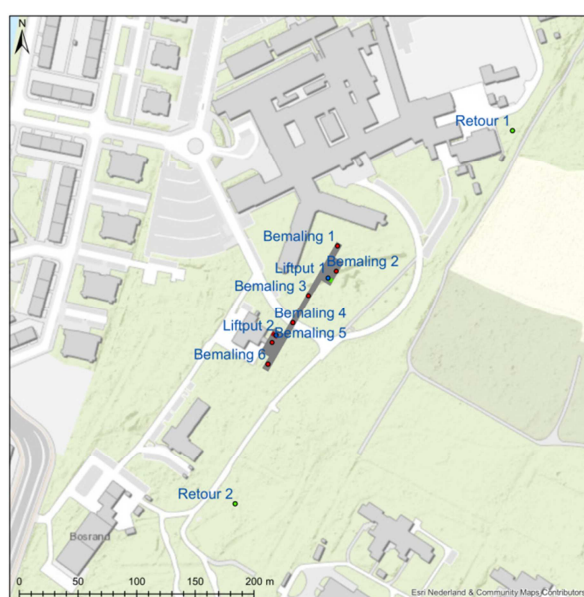 N
Retour 1
Bemaling 1
Liftput 1
Bemaling 2
Bemaling 3
Bemaling 4
Liftput 2
Bemaling 5
Bemaling 6
Retour 2
Bosrand
0 50 100 200 m
Esri Nederland & Community Maps Contributors